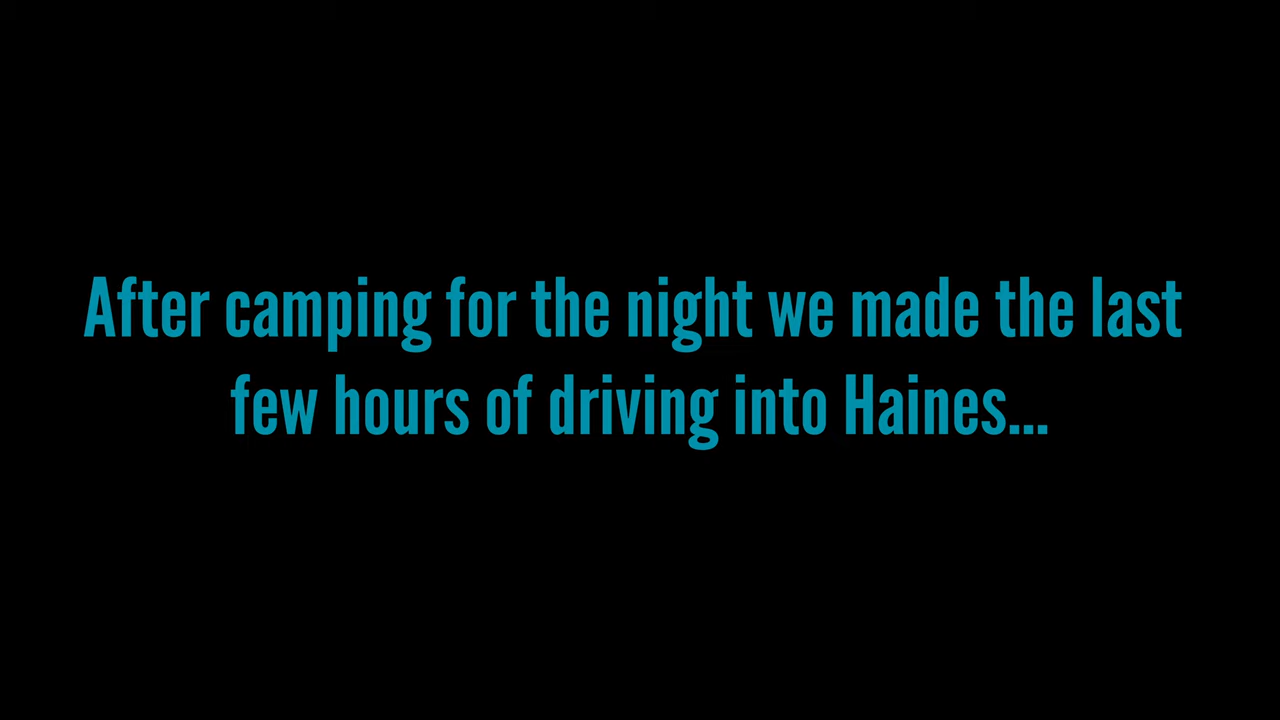 After camping for the night we made the last
few hours of driving into Haines...